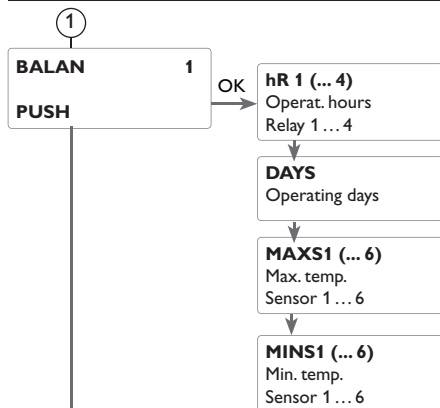 1
BALAN 1
PUSH
OK
hR 1 (... 4)
Operat. hours
Relay 1 ... 4
DAYS
Operating days
MAXS1 (... 6)
Max. temp.
Sensor 1 ... 6
MINS1 (... 6)
Min. temp.
Sensor 1 ... 6